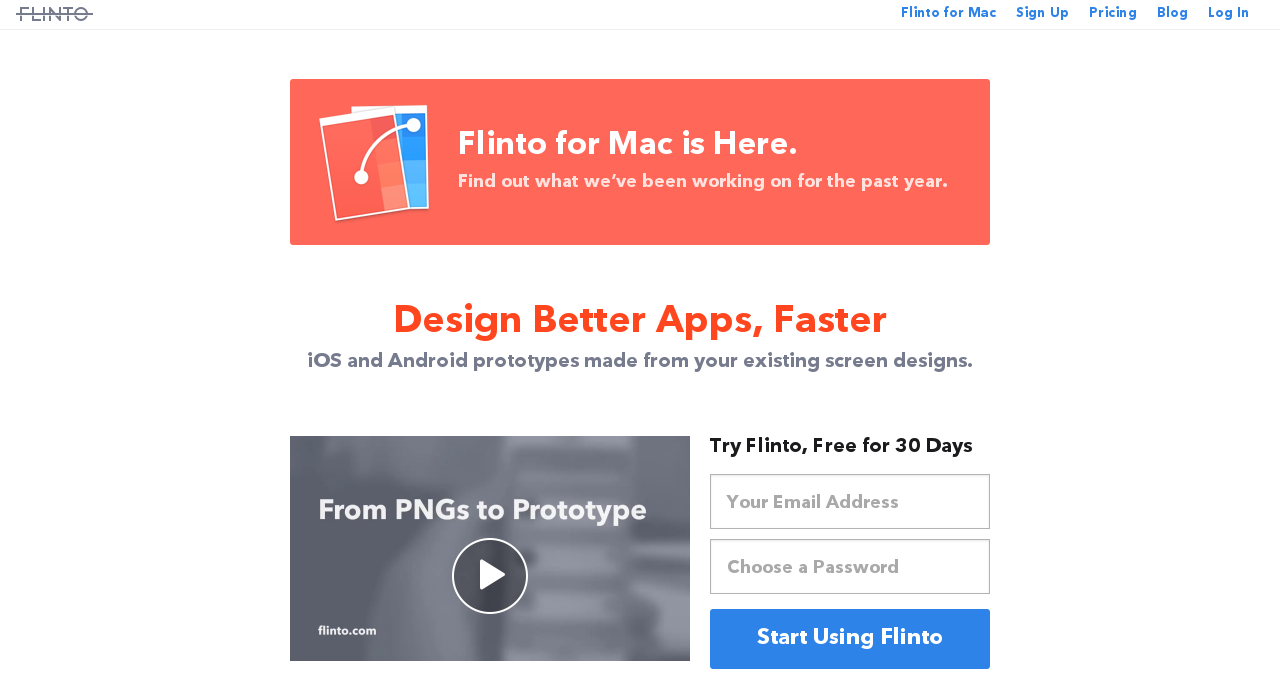 FLINTO
Flinto for Mac Sign Up Pricing Blog Log In
Flinto for Mac is Here.
Find out what we’ve been working on for the past year.
Design Better Apps, Faster
iOS and Android prototypes made from your existing screen designs.
From PNGs to Prototype
flinto.com
Try Flinto, Free for 30 Days
Your Email Address
Choose a Password
Start Using Flinto